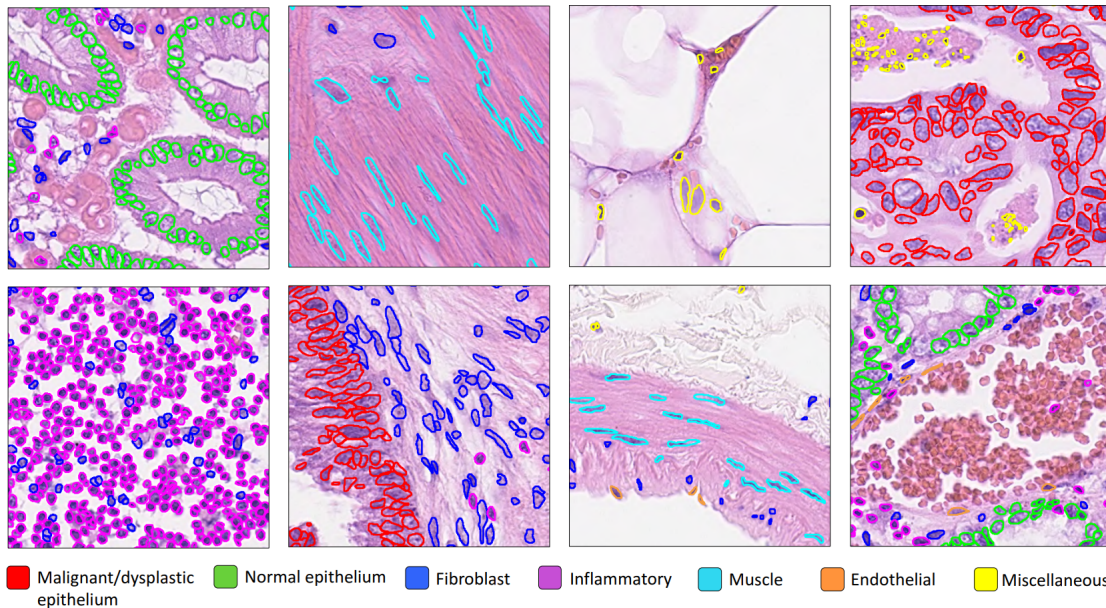 Malignant/dysplastic epithelium
Normal epithelium
Fibroblast
Inflammatory
Muscle
Endothelial
Miscellaneous